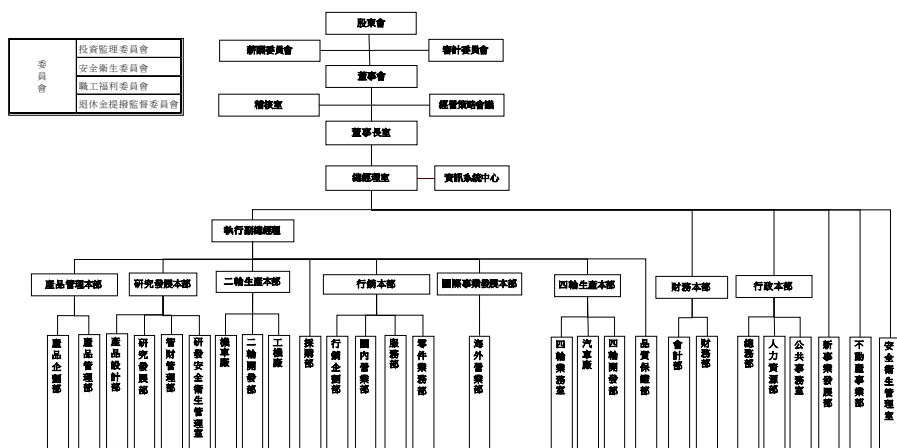 股東會
薪酬委員會
審計委員會
委員會
投資監理委員會
安全衛生委員會
職工福利委員會
退休金提撥監督委員會
董事會
稽核室
經營策略會議
董事長室
總經理室
資訊系統中心
執行副總經理
產品管理本部
研究發展本部
二輪生產本部
行銷本部
國際事業發展本部
四輪生產本部
財務本部
行政本部
產品企劃部
產品管理部
產品設計部
研究發展部
智財管理部
研發安全衛生管理室
機車廠
二輪開發部
工機廠
採購部
行銷企劃部
國內營業部
服務部
零件業務部
海外營業部
四輪業務室
汽車廠
四輪開發部
品質保證部
會計部
財務部
總務部
人力資源部
公共事務室
新事業發展部
不動產事業部
安全衛生管理室